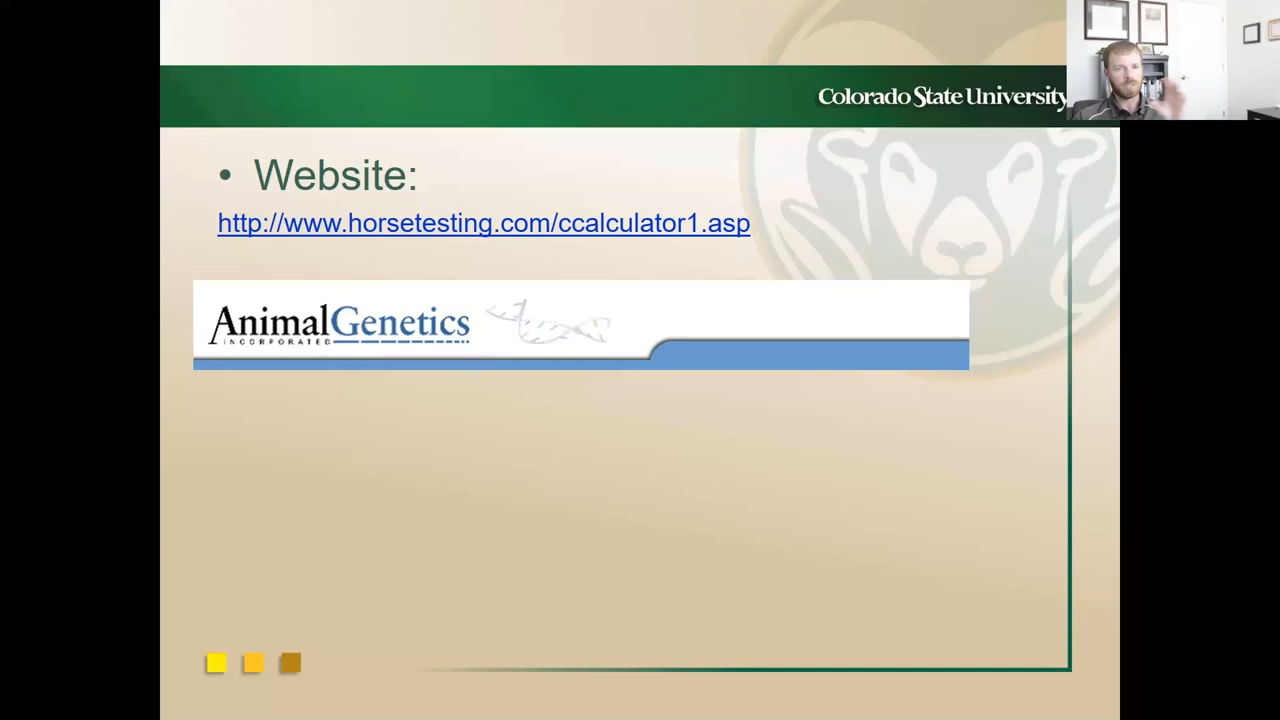 Colorado State University
• Website:
http://www.horsetesting.com/ccalculator1.asp
AnimalGenetics
INCORPORATED